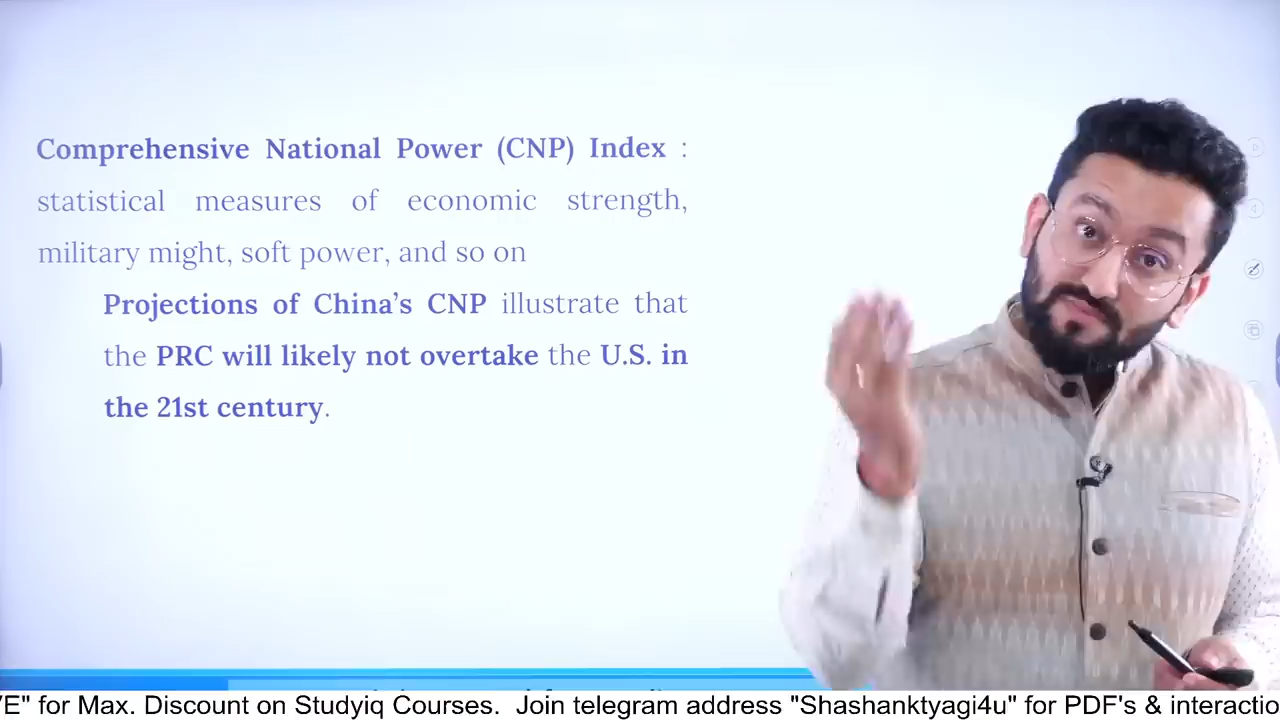 Comprehensive National Power (CNP) Index :
statistical measures of economic strength,
military might, soft power, and so on
Projections of China’s CNP illustrate that
the PRC will likely not overtake the U.S. in
the 21st century.
VE" for Max. Discount on Studyiq Courses.  Join telegram address "Shashanktyagi4u" for PDF's & interactio